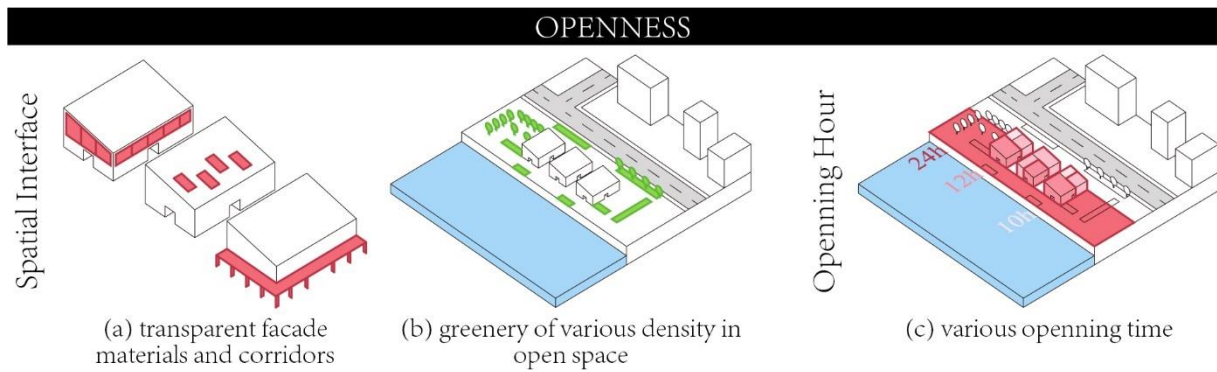 OPENNESS
Spatial Interface
(a) transparent facade
materials and corridors
(b) greenery of various density in
open space
Openning Hour
24h
12h
10h
(c) various openning time